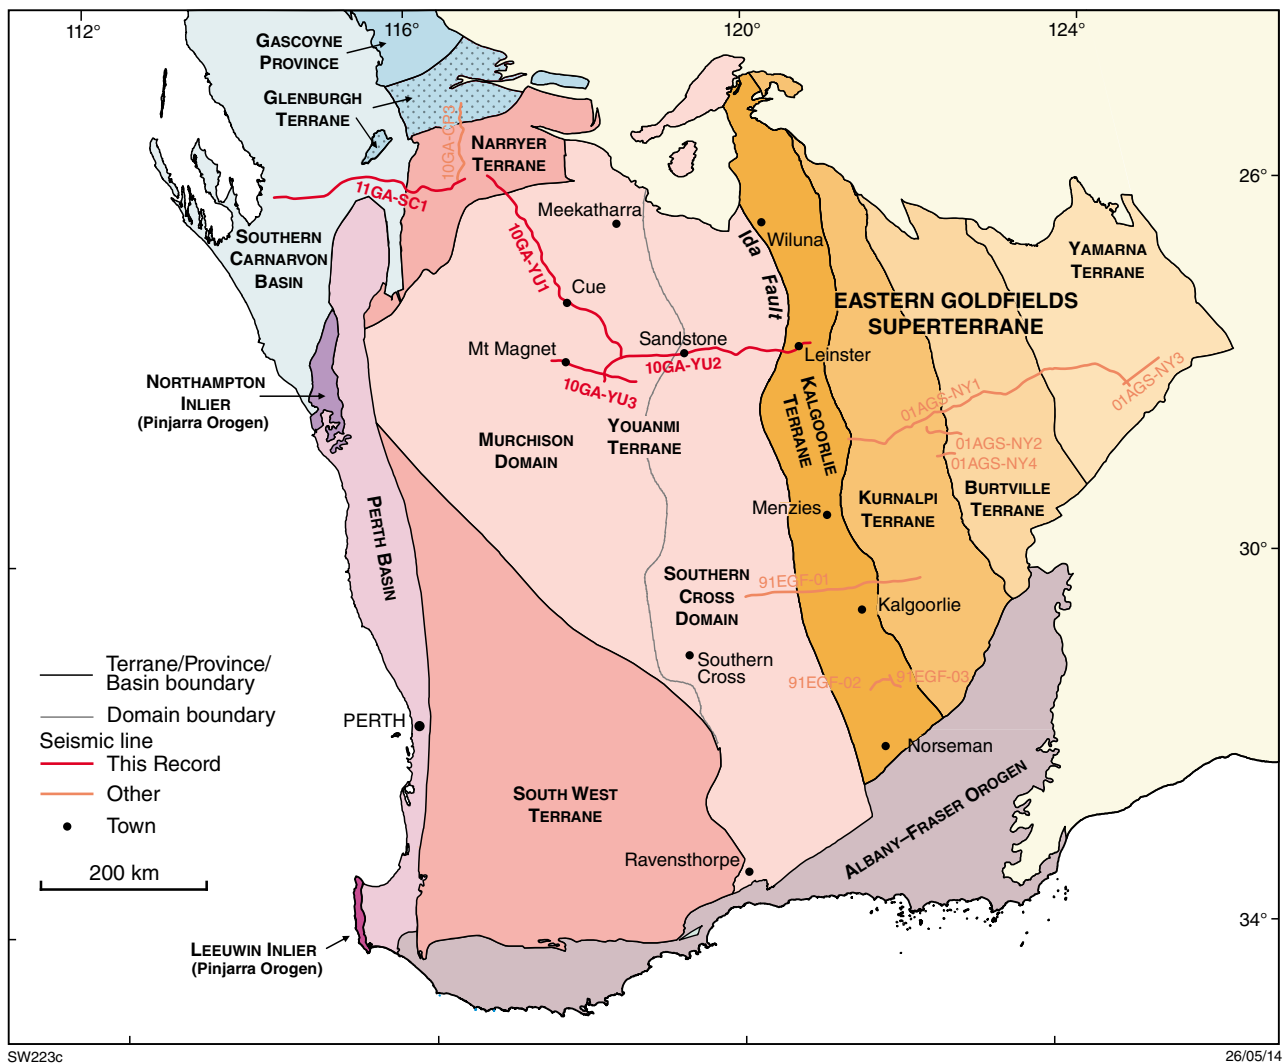 112°
116°
120°
124°
GASCOYNE
PROVINCE
GLENBURGH
TERRANE
10GA-CP3
NARRYER
TERRANE
26°
11GA-SC1
Meekatharra
Wiluna
SOUTHERN
CARNARVON
BASIN
10GA-YU1
Ida Fault
YAMARNA
TERRANE
Cue
EASTERN GOLDFIELDS
SUPERTERRANE
Mt Magnet
Sandstone
Leinster
10GA-YU2
10GA-YU3
NORTHAMPTON
INLIER
(Pinjarra Orogen)
KALGOORLIE
TERRANE
01AGS-NY1
01AGS-NY3
01AGS-NY2
01AGS-NY4
MURCHISON
DOMAIN
YOUANMI
TERRANE
BURTVILLE
TERRANE
KURNALPI
TERRANE
Menzies
PERTH BASIN
30°
SOUTHERN
CROSS
DOMAIN
91EGF-01
Kalgoorlie
Southern
Cross
91EGF-02
91EGF-03
Terrane/Province/
Basin boundary
Domain boundary
Seismic line
This Record
Other
Town
200 km
PERTH
Norseman
SOUTH WEST
TERRANE
ALBANY–FRASER OROGEN
Ravensthorpe
34°
LEEUWIN INLIER
(Pinjarra Orogen)
SW223c
26/05/14